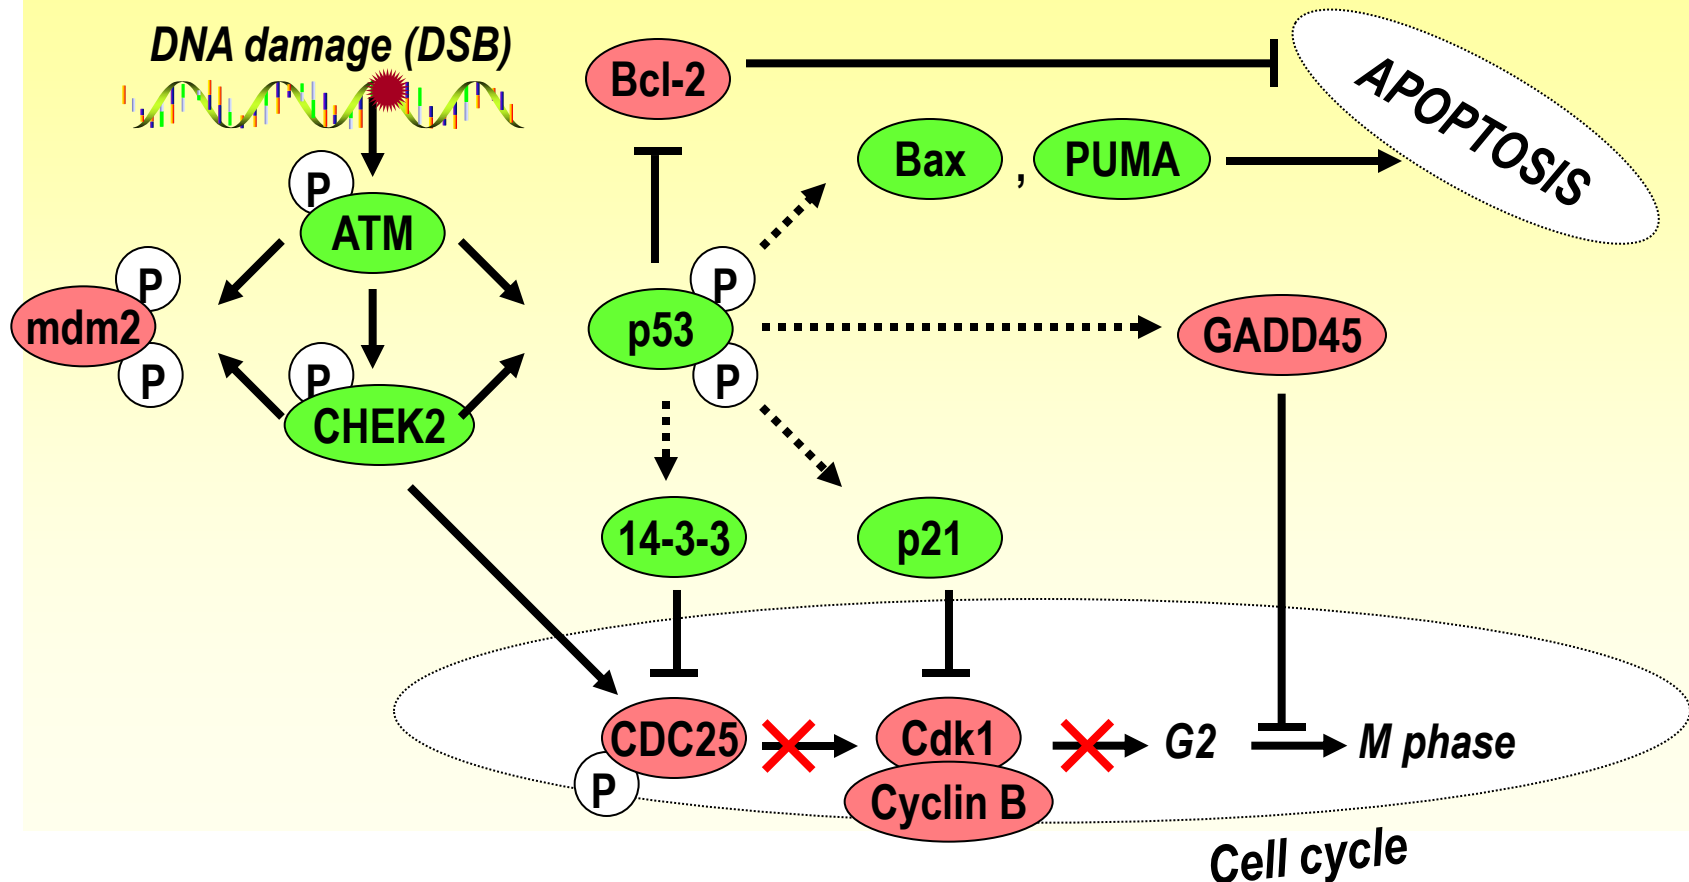 DNA damage (DSB)
Bcl-2
APOPTOSIS
Bax , PUMA
P
ATM
P
mdm2
P
P
p53
P
GADD45
P
CHEK2
14-3-3
p21
CDC25
P
Cdk1
Cyclin B
G2
M phase
Cell cycle